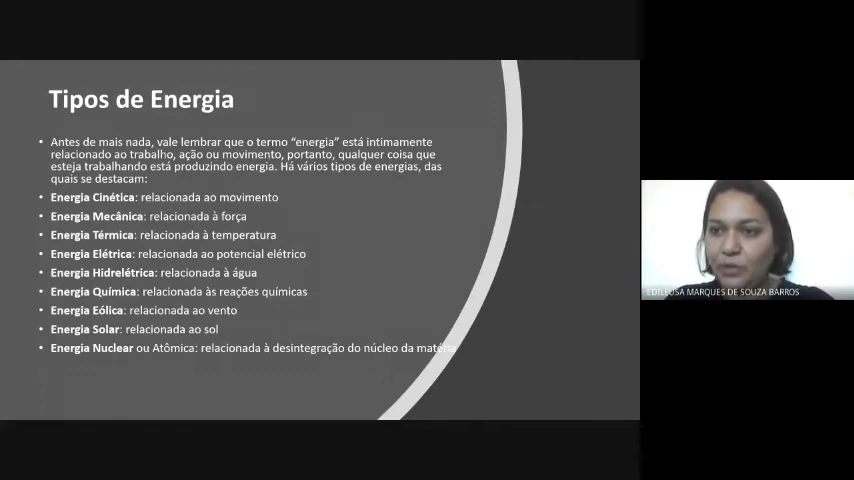 Tipos de Energia
• Antes de mais nada, vale lembrar que o termo “energia” está intimamente
relacionado ao trabalho, ação ou movimento, portanto, qualquer coisa que
esteja trabalhando está produzindo energia. Há vários tipos de energias, das
quais se destacam:
• Energia Cinética: relacionada ao movimento
• Energia Mecânica: relacionada à força
• Energia Térmica: relacionada à temperatura
• Energia Elétrica: relacionada ao potencial elétrico
• Energia Hidrelétrica: relacionada à água
• Energia Química: relacionada às reações químicas
• Energia Eólica: relacionada ao vento
• Energia Solar: relacionada ao sol
• Energia Nuclear ou Atômica: relacionada à desintegração do núcleo da matéria
EDILEUSA MARQUES DE SOUZA BARROS